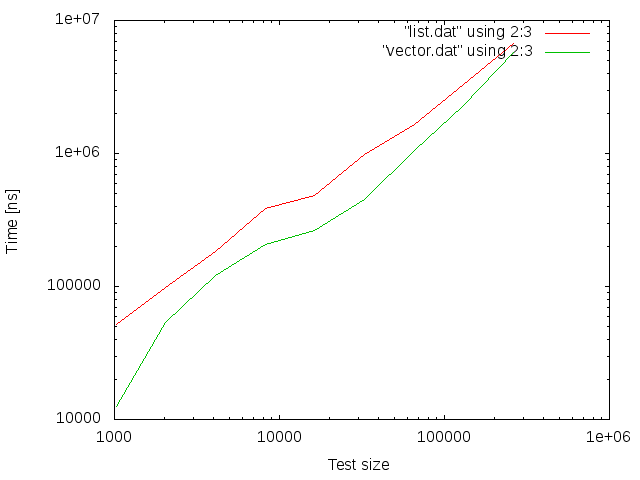 1e+07
"list.dat" using 2:3
"vector.dat" using 2:3
1e+06
Time [ns]
100000
10000
1000
10000
100000
1e+06
Test size